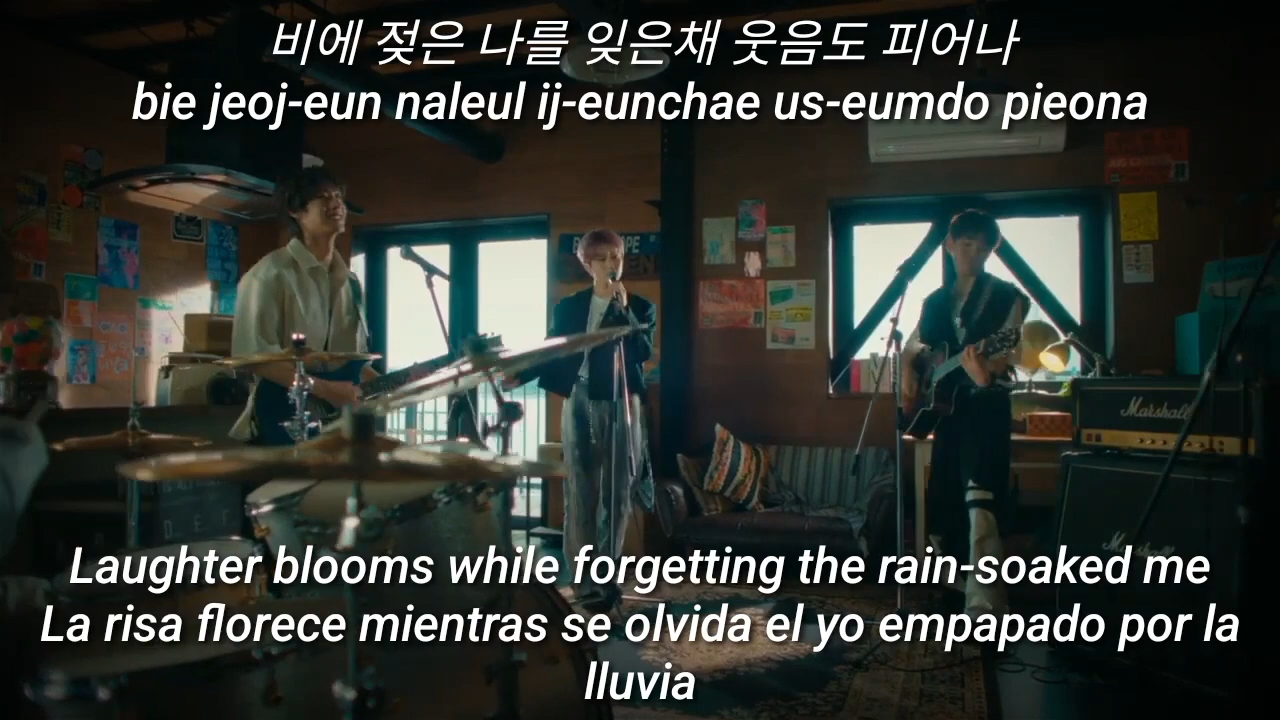 비에 젖은 나를 잊은채 웃음도 피어나
bie jeoj-eun naleul ij-eunchae us-eumdo pieona
Marshall
Laughter blooms while forgetting the rain-soaked me
La risa florece mientras se olvida el yo empapado por la
lluvia